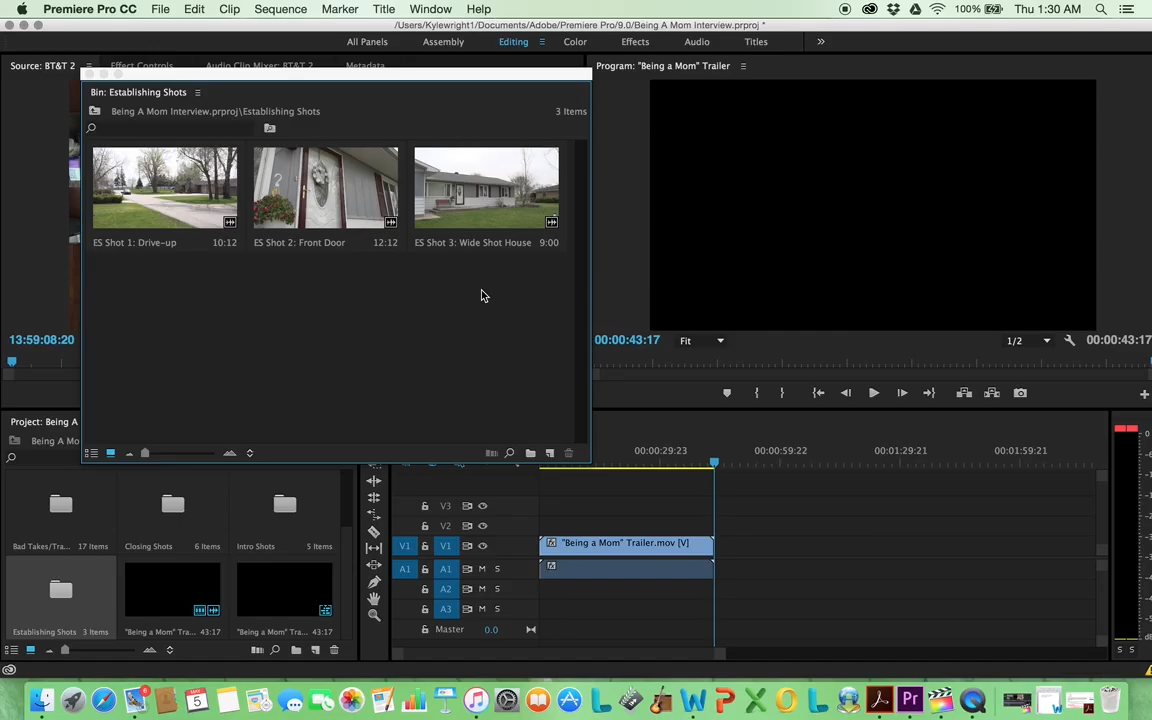 Premiere Pro CC File Edit Clip Sequence Marker Title Window Help 100% Thu 1:30 AM
/Users/Kylewright1/Documents/Adobe/Premiere Pro/9.0/Being A Mom Interview.prproj *
All Panels Assembly Editing Color Effects Audio Titles
Source: BT&T 2 Effect Controls Audio Clip Mixer: BT&T 2 Metadata
Program: "Being a Mom" Trailer
Bin: Establishing Shots
Being A Mom Interview.prproj\Establishing Shots 3 Items
ES Shot 1: Drive-up 10:12
ES Shot 2: Front Door 12:12
ES Shot 3: Wide Shot House 9:00
13:59:08:20
00:00:43:17 Fit 1/2 00:00:43:17
Project: Being A
Being A Mo
00:00:29:23 00:00:59:22 00:01:29:21 00:01:59:21
V3
V2
V1 V1 "Being a Mom" Trailer.mov [V]
A1 A1 M S
A2 M S
A3 M S
Master 0.0
Bad Takes/Tra... 17 Items
Closing Shots 6 Items
Intro Shots 5 Items
Establishing Shots 3 Items
"Being a Mom" Tra... 43:17
"Being a Mom" Tra... 43:17
S S
MAY
5
Pr